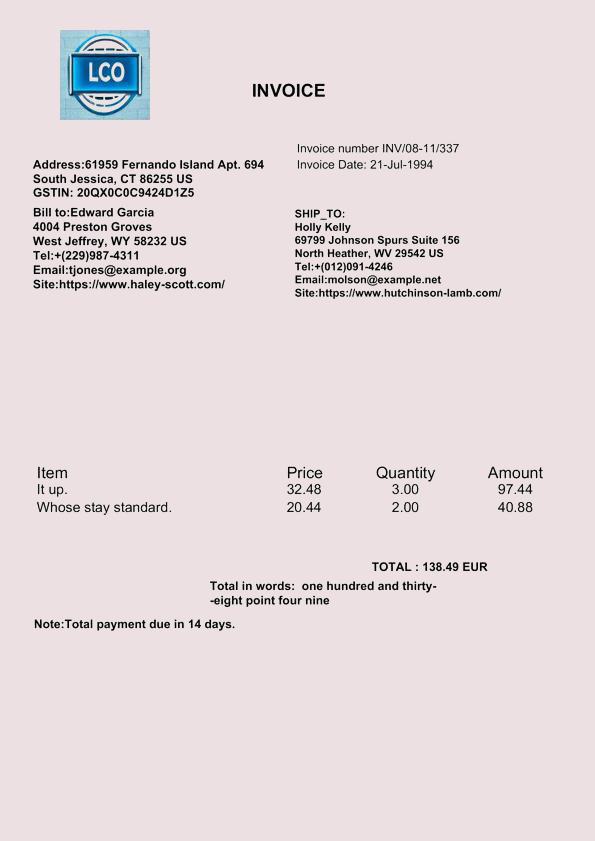 LCO
INVOICE
Invoice number INV/08-11/337
Invoice Date: 21-Jul-1994
Address:61959 Fernando Island Apt. 694
South Jessica, CT 86255 US
GSTIN: 20QX0C0C9424D1Z5
Bill to:Edward Garcia
4004 Preston Groves
West Jeffrey, WY 58232 US
Tel:+(229)987-4311
Email:tjones@example.org
Site:https://www.haley-scott.com/
SHIP_TO:
Holly Kelly
69799 Johnson Spurs Suite 156
North Heather, WV 29542 US
Tel:+(012)091-4246
Email:molson@example.net
Site:https://www.hutchinson-lamb.com/
Item Price Quantity Amount
It up. 32.48 3.00 97.44
Whose stay standard. 20.44 2.00 40.88
TOTAL : 138.49 EUR
Total in words:  one hundred and thirty-
-eight point four nine
Note:Total payment due in 14 days.